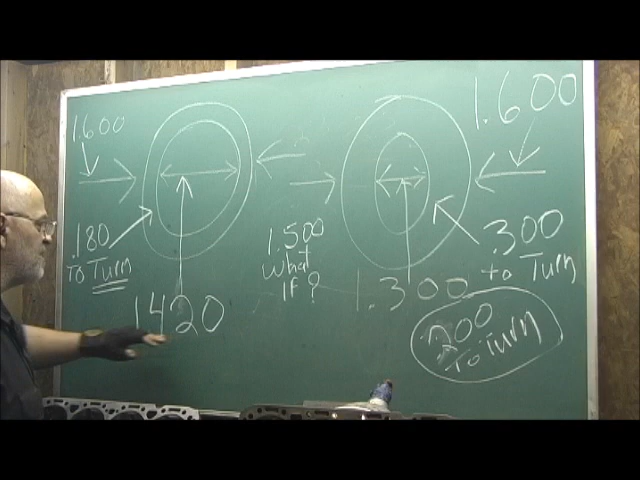 1.600
.180
TO Turn
1420
1.500
what
if ?
1.600
.300
to Turn
1.300
.200
To Turn